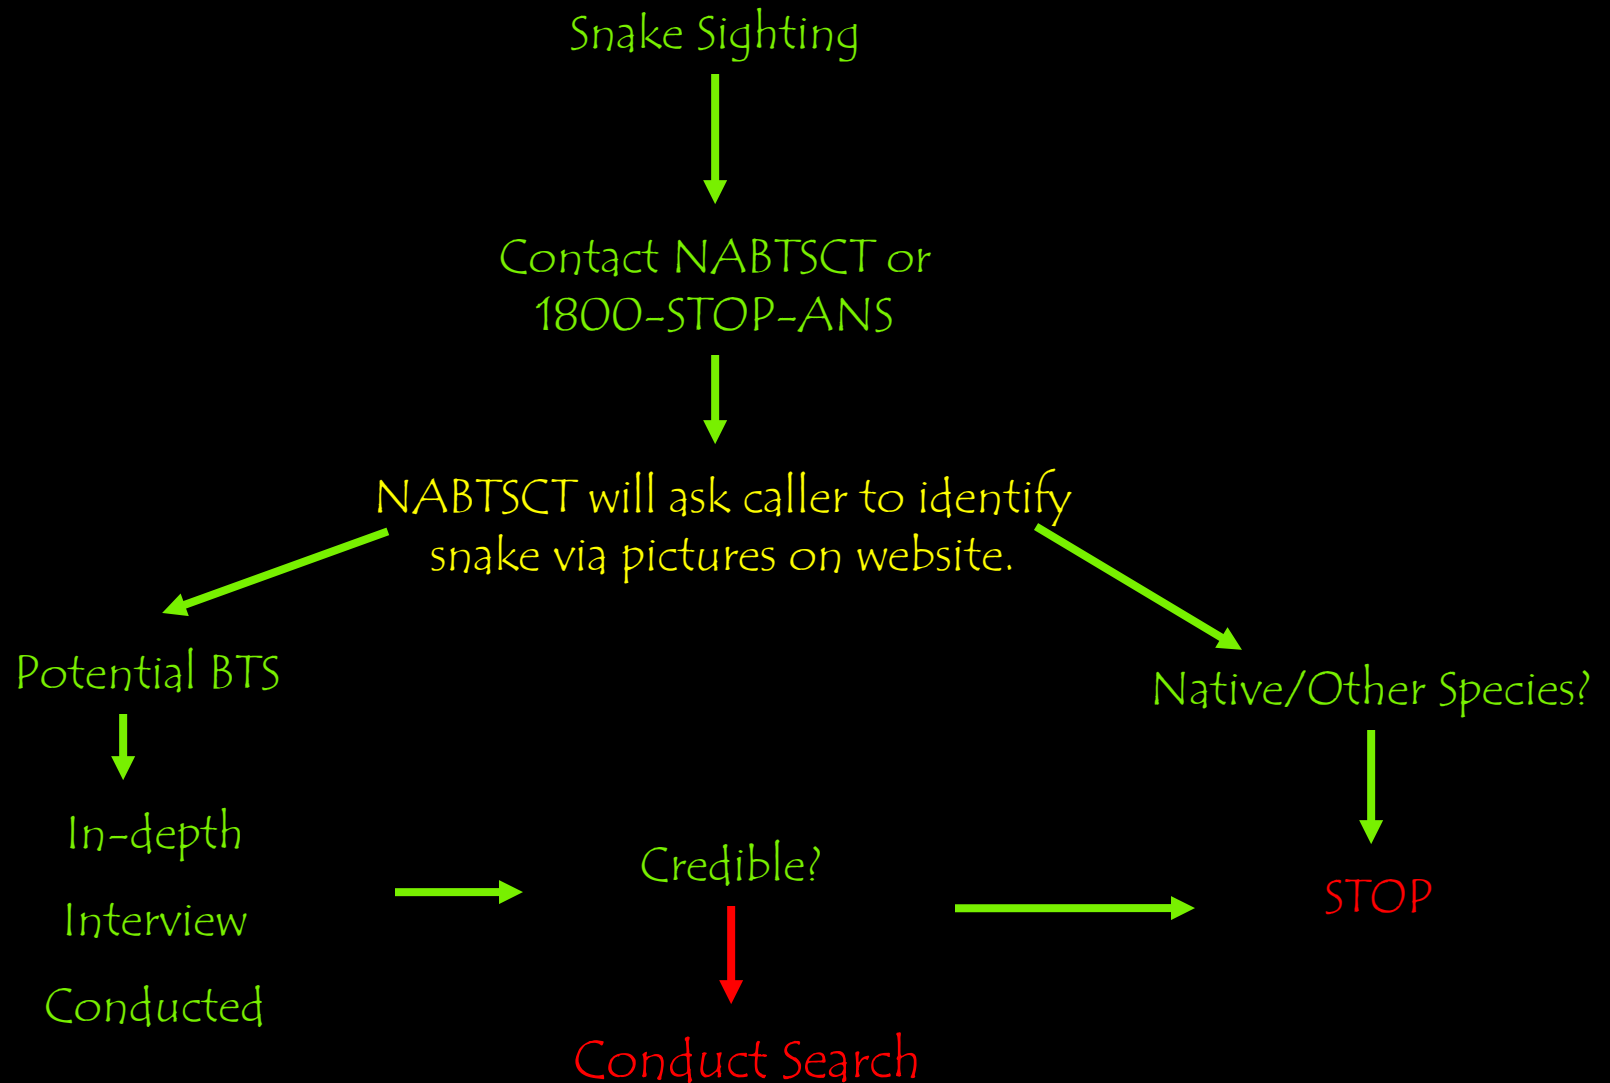 Snake Sighting
Contact NABTSCT or
1800-STOP-ANS
NABTSCT will ask caller to identify
snake via pictures on website.
Potential BTS
Native/Other Species?
In-depth
Interview
Conducted
Credible?
STOP
Conduct Search